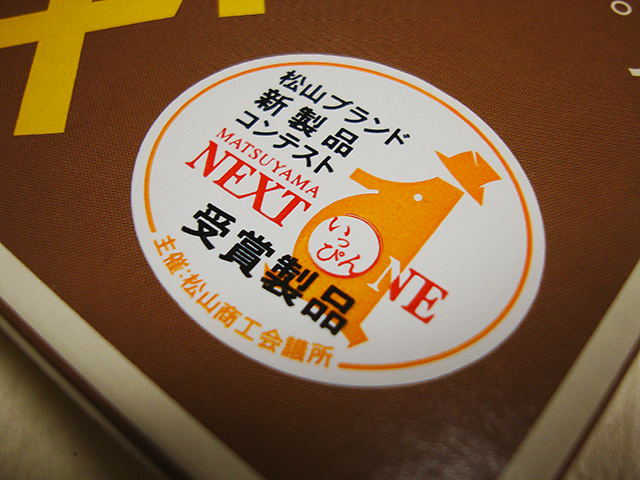 松山ブランド
新製品
コンテスト
MATSUYAMA
NEXT ONE
いっ
ぴん
受賞製品
主催:松山商工会議所